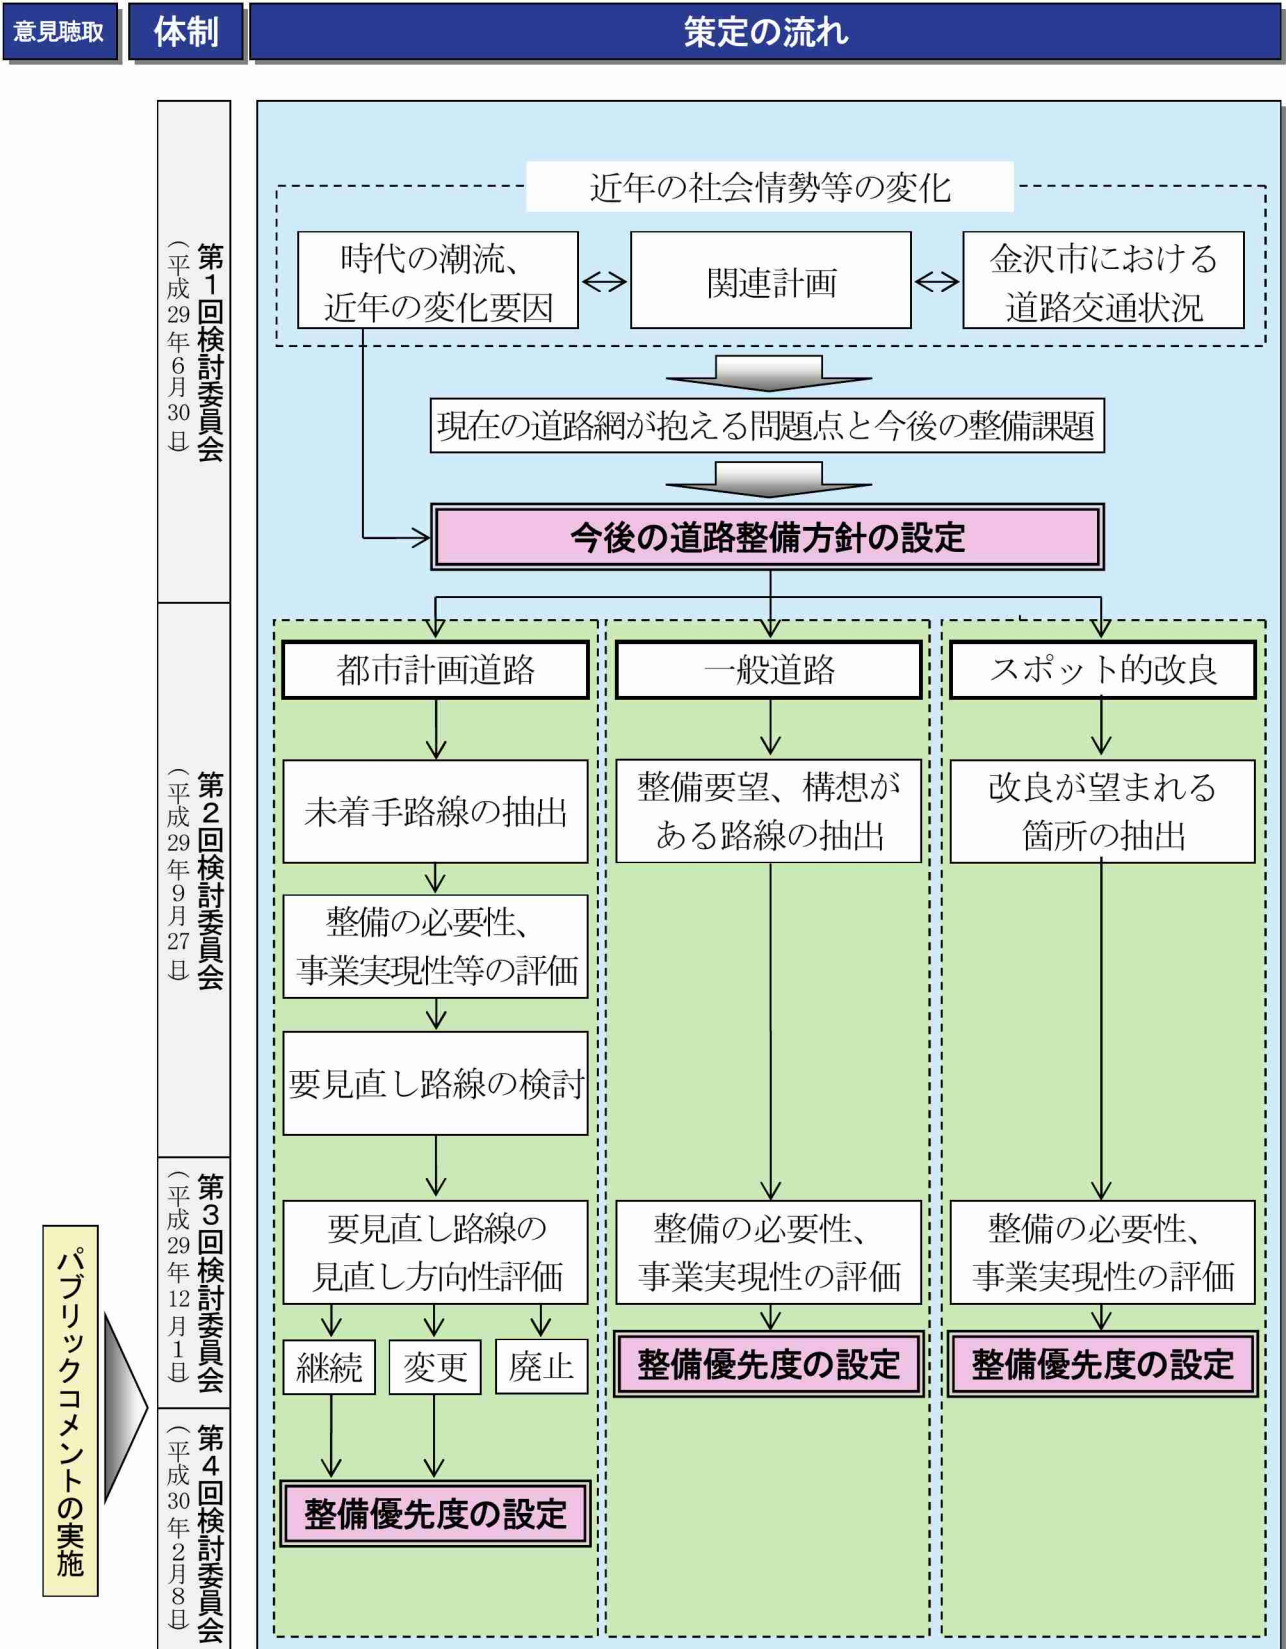 意見聴取
体制
策定の流れ
第1回検討委員会
（平成29年6月30日）
近年の社会情勢等の変化
時代の潮流、
近年の変化要因
関連計画
金沢市における
道路交通状況
現在の道路網が抱える問題点と今後の整備課題
今後の道路整備方針の設定
第2回検討委員会
（平成29年9月27日）
都市計画道路
未着手路線の抽出
整備の必要性、
事業実現性等の評価
要見直し路線の検討
一般道路
整備要望、構想が
ある路線の抽出
スポット的改良
改良が望まれる
箇所の抽出
第3回検討委員会
（平成29年12月1日）
要見直し路線の
見直し方向性評価
継続
変更
廃止
整備の必要性、
事業実現性の評価
整備優先度の設定
整備の必要性、
事業実現性の評価
整備優先度の設定
パブリックコメントの実施
第4回検討委員会
（平成30年2月8日）
整備優先度の設定